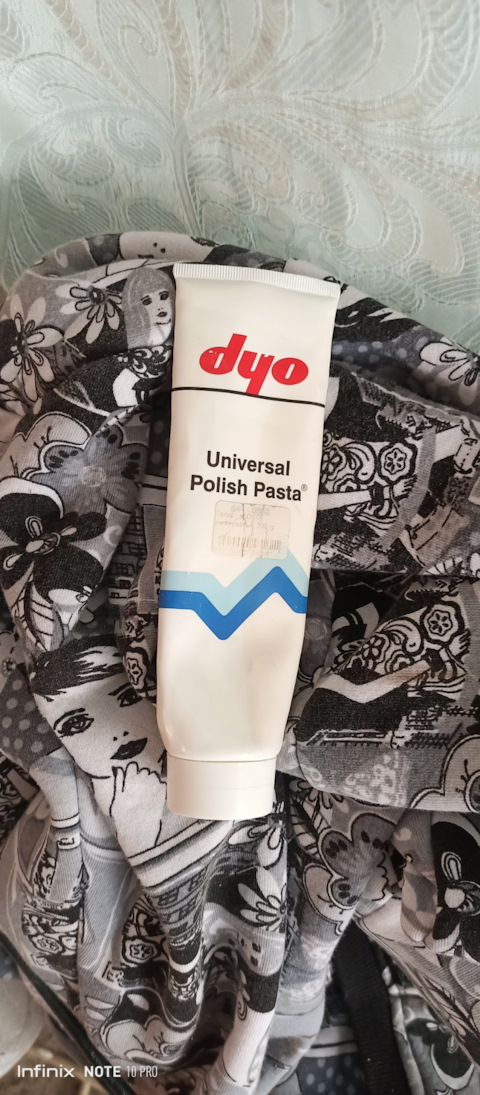 dyo
Universal
Polish Pasta®
Infinix NOTE 10 PRO